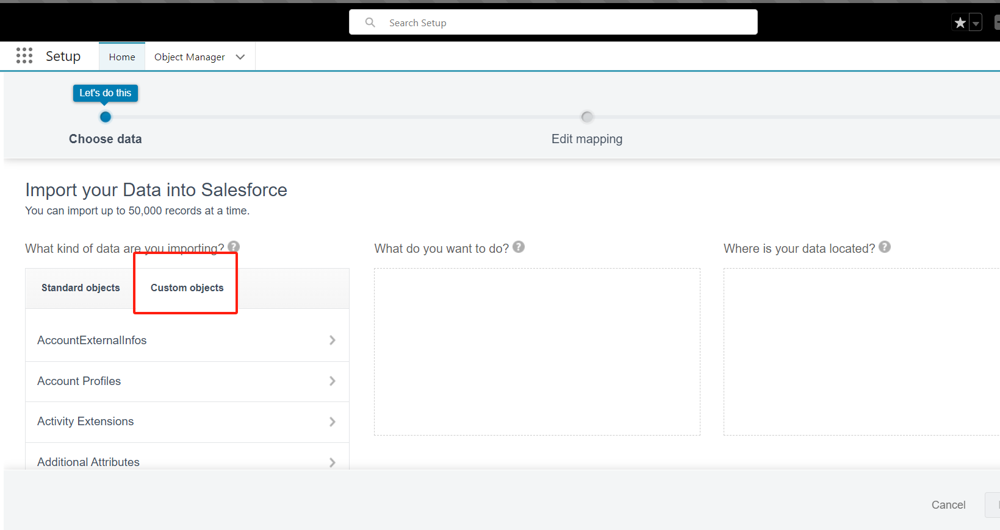 Search Setup
Setup
Home
Object Manager
Let's do this
Choose data
Edit mapping
Import your Data into Salesforce
You can import up to 50,000 records at a time.
What kind of data are you importing? ?
What do you want to do? ?
Where is your data located? ?
Standard objects
Custom objects
AccountExternalInfos
Account Profiles
Activity Extensions
Additional Attributes
Cancel